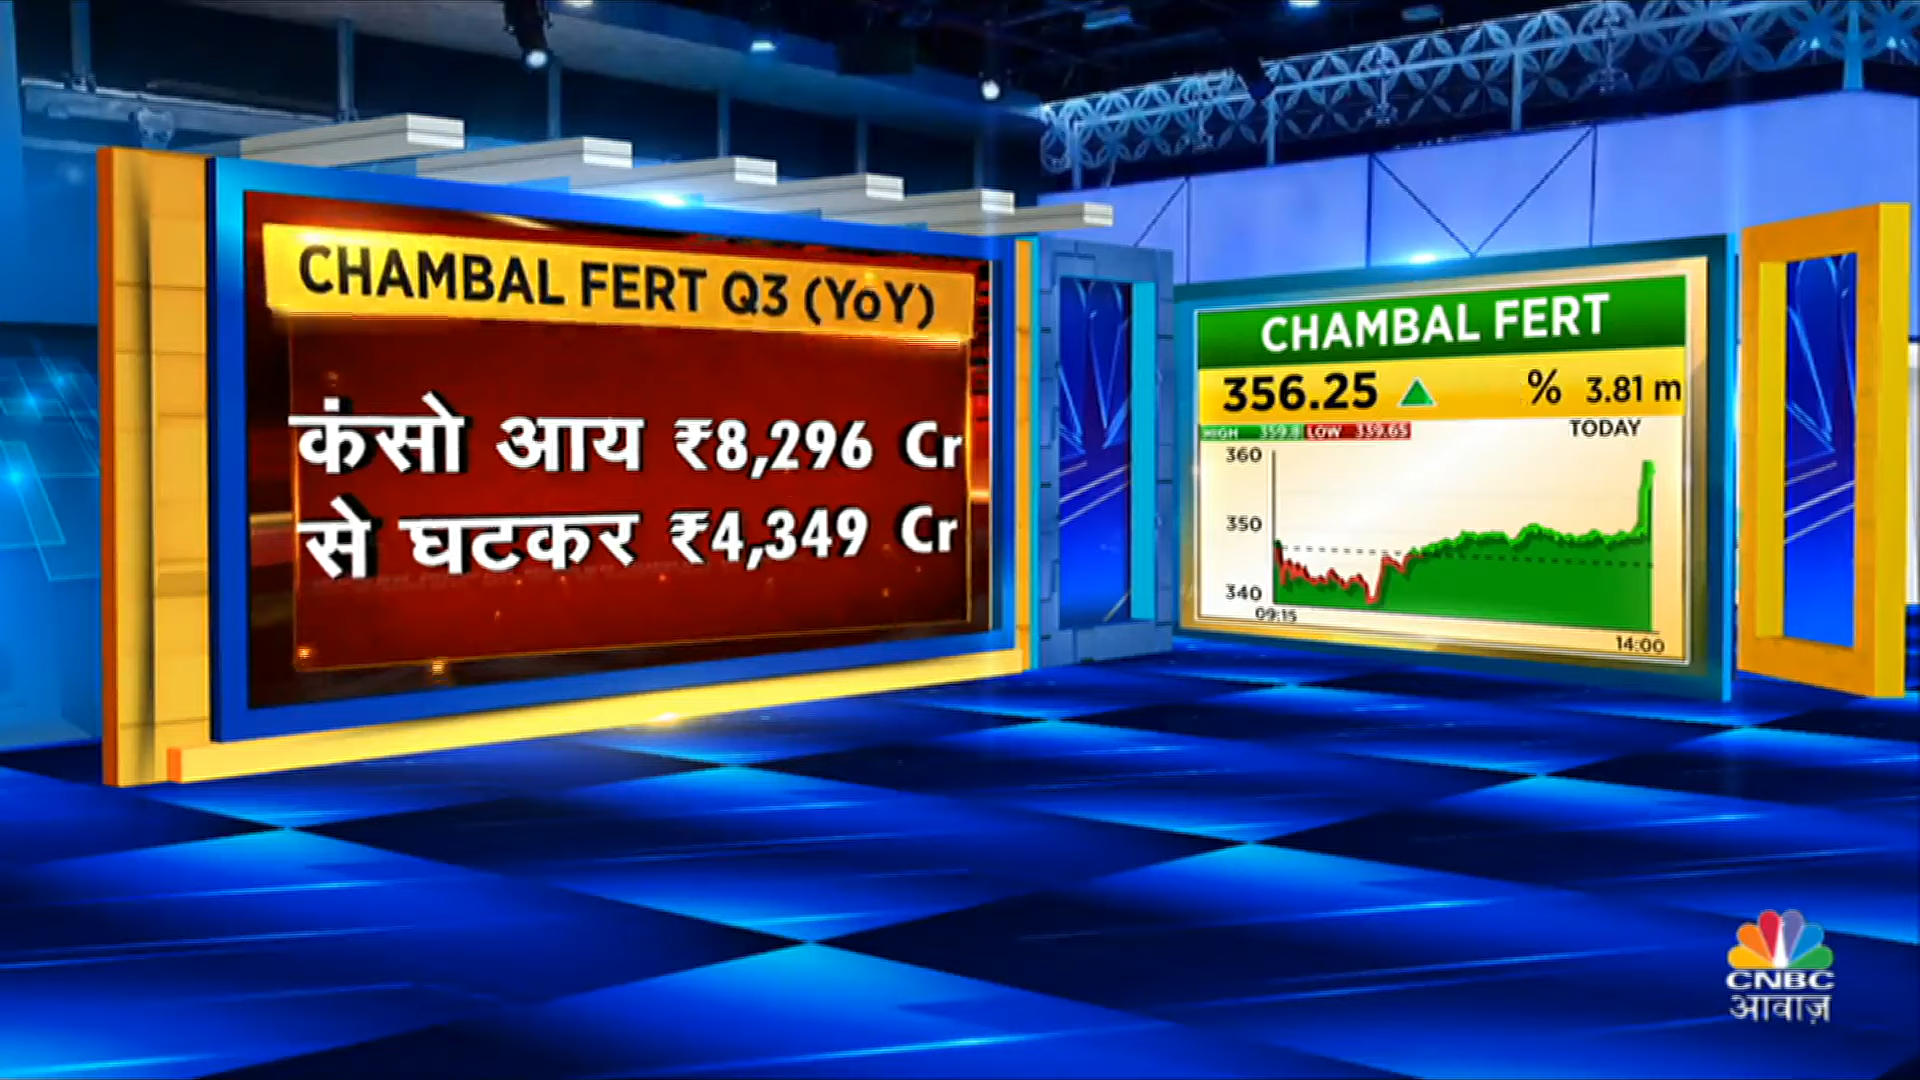 CHAMBAL FERT Q3 (YoY)
कंसो आय ₹8,296 Cr
से घटकर ₹4,349 Cr
CHAMBAL FERT
356.25 ▲ % 3.81 m
HIGH 359.8 LOW 339.65
TODAY
360
350
340
09:15
14:00
CNBC
आवाज़